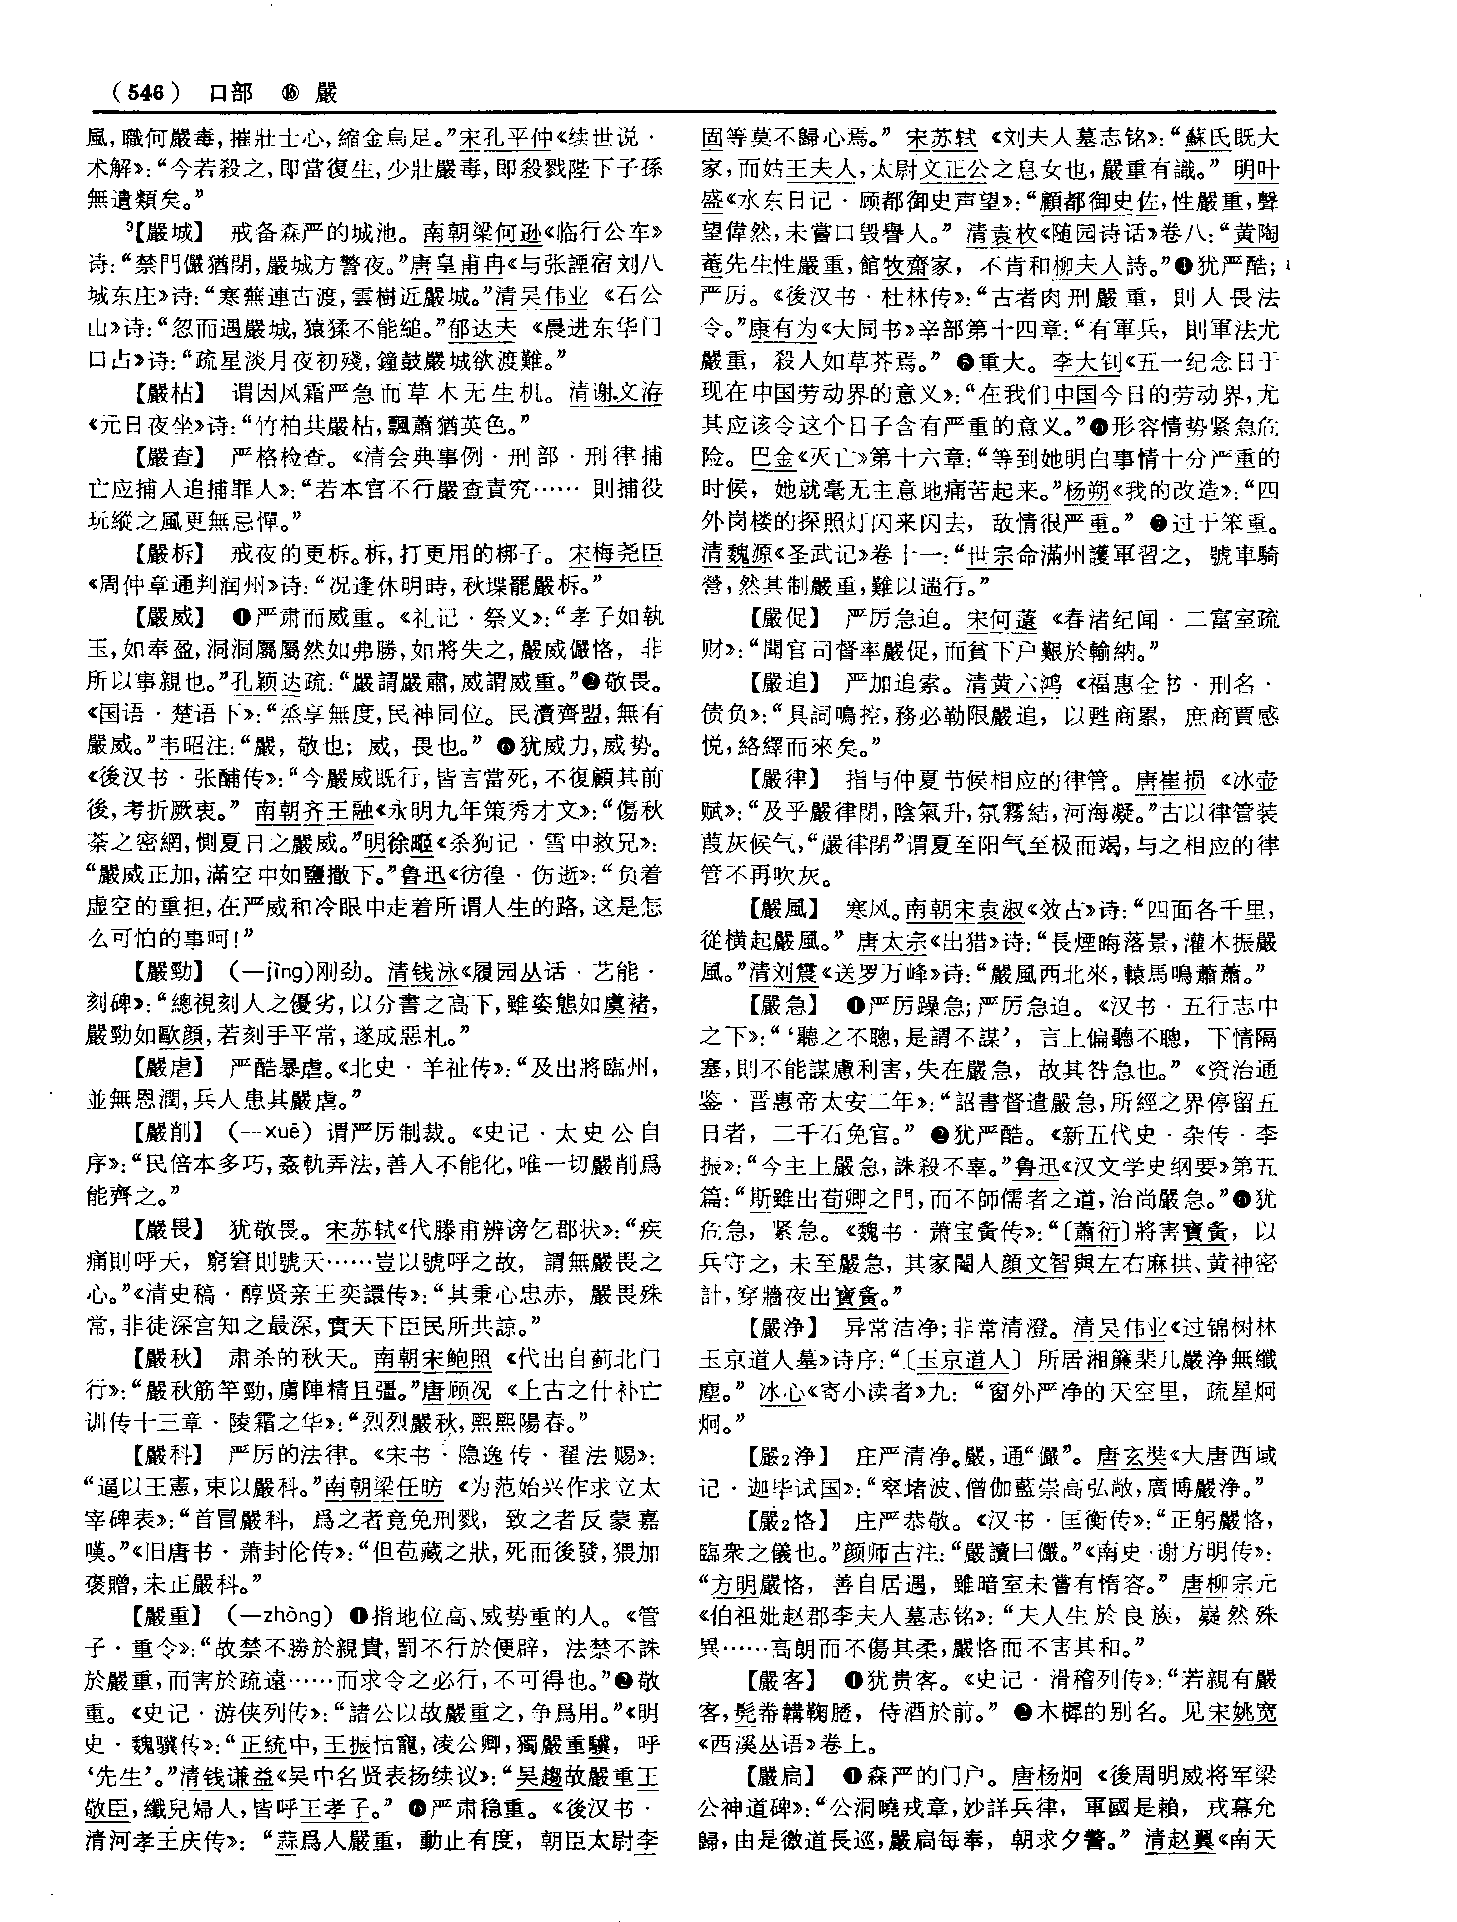 （546） 口部 ⑯ 嚴
風，職何嚴毒，摧壯士心，縮金烏足。”宋孔平仲《续世说·
术解》：“今若殺之，即當復生，少壯嚴毒，即殺戮陛下子孫
無遺類矣。”
【嚴城】 戒备森严的城池。南朝梁何逊《临行公车》
诗：“禁門儼猶閉，嚴城方警夜。”唐皇甫冉《与张諲宿刘八
城东庄》诗：“寒蕪連古渡，雲樹近嚴城。”清吴伟业《石公
山》诗：“忽而遇嚴城，猿猱不能縋。”郁达夫《晨进东华门
口占》诗：“疏星淡月夜初殘，鐘鼓嚴城欲渡難。”
【嚴枯】 谓因风霜严急而草木无生机。清谢文洊
《元日夜坐》诗：“竹柏共嚴枯，飄蕭猶英色。”
【嚴查】 严格检查。《清会典事例·刑部·刑律捕
亡应捕人追捕罪人》：“若本官不行嚴查責究……則捕役
玩縱之風更無忌憚。”
【嚴柝】 戒夜的更柝。柝，打更用的梆子。宋梅尧臣
《周仲章通判润州》诗：“况逢休明時，秋堞罷嚴柝。”
【嚴威】 ❶严肃而威重。《礼记·祭义》：“孝子如執
玉，如奉盈，洞洞屬屬然如弗勝，如將失之，嚴威儼恪，非
所以事親也。”孔颖达疏：“嚴謂嚴肅，威謂威重。”❷敬畏。
《国语·楚语下》：“烝享無度，民神同位。民瀆齊盟，無有
嚴威。”韦昭注：“嚴，敬也；威，畏也。”❸犹威力，威势。
《後汉书·张酺传》：“今嚴威既行，皆言當死，不復顧其前
後，考折厥衷。”南朝齐王融《永明九年策秀才文》：“傷秋
荼之密網，惻夏日之嚴威。”明徐㖼《杀狗记·雪中救兄》：
“嚴威正加，滿空中如鹽撒下。”鲁迅《彷徨·伤逝》：“负着
虚空的重担，在严威和冷眼中走着所谓人生的路，这是怎
么可怕的事呵！”
【嚴勁】 （—jìng）刚劲。清钱泳《履园丛话·艺能·
刻碑》：“總視刻人之優劣，以分書之高下，雖姿態如虞褚，
嚴勁如歐顔，若刻手平常，遂成惡札。”
【嚴虐】 严酷暴虐。《北史·羊祉传》：“及出將臨州，
並無恩潤，兵人患其嚴虐。”
【嚴削】 （—xuē）谓严厉制裁。《史记·太史公自
序》：“民倍本多巧，姦軌弄法，善人不能化，唯一切嚴削爲
能齊之。”
【嚴畏】 犹敬畏。宋苏轼《代滕甫辨谤乞郡状》：“疾
痛則呼天，窮窘則號天……豈以號呼之故，謂無嚴畏之
心。”《清史稿·醇贤亲王奕譞传》：“其秉心忠赤，嚴畏殊
常，非徒深宫知之最深，實天下臣民所共諒。”
【嚴秋】 肃杀的秋天。南朝宋鲍照《代出自蓟北门
行》：“嚴秋筋竿勁，虜陣精且彊。”唐顾况《上古之什补亡
训传十三章·陵霜之华》：“烈烈嚴秋，熙熙陽春。”
【嚴科】 严厉的法律。《宋书·隐逸传·翟法赐》：
“逼以王憲，束以嚴科。”南朝梁任昉《为范始兴作求立太
宰碑表》：“首冒嚴科，爲之者竟免刑戮，致之者反蒙嘉
嘆。”《旧唐书·萧封伦传》：“但苞藏之狀，死而後發，猥加
褒贈，未正嚴科。”
【嚴重】 （—zhòng）❶指地位高、威势重的人。《管
子·重令》：“故禁不勝於親貴，罰不行於便辟，法禁不誅
於嚴重，而害於疏遠……而求令之必行，不可得也。”❷敬
重。《史记·游侠列传》：“諸公以故嚴重之，争爲用。”《明
史·魏骥传》：“正統中，王振怙寵，凌公卿，獨嚴重驥，呼
‘先生’。”清钱谦益《吴中名贤表扬续议》：“吴趨故嚴重王
敬臣，纖兒婦人，皆呼王孝子。”❸严肃稳重。《後汉书·
清河孝王庆传》：“蒜爲人嚴重，動止有度，朝臣太尉李
固等莫不歸心焉。”宋苏轼《刘夫人墓志铭》：“蘇氏既大
家，而姑王夫人，太尉文正公之息女也，嚴重有識。”明叶
盛《水东日记·顾都御史声望》：“顧都御史佐，性嚴重，聲
望偉然，未嘗口毁譽人。”清袁枚《随园诗话》卷八：“黄陶
菴先生性嚴重，館牧齋家，不肯和柳夫人詩。”❹犹严酷；
严厉。《後汉书·杜林传》：“古者肉刑嚴重，則人畏法
令。”康有为《大同书》辛部第十四章：“有軍兵，則軍法尤
嚴重，殺人如草芥焉。”❺重大。李大钊《五一纪念日于
现在中国劳动界的意义》：“在我们中国今日的劳动界，尤
其应该令这个日子含有严重的意义。”❻形容情势紧急危
险。巴金《灭亡》第十六章：“等到她明白事情十分严重的
时候，她就毫无主意地痛苦起来。”杨朔《我的改造》：“四
外岗楼的探照灯闪来闪去，敌情很严重。”❼过于笨重。
清魏源《圣武记》卷十一：“世宗命滿州護軍習之，號車騎
營，然其制嚴重，難以遄行。”
【嚴促】 严厉急迫。宋何薳《春渚纪闻·二富室疏
财》：“聞官司督率嚴促，而貧下户艱於輸納。”
【嚴追】 严加追索。清黄六鸿《福惠全书·刑名·
债负》：“具詞鳴控，務必勒限嚴追，以甦商累，庶商賈感
悦，絡繹而來矣。”
【嚴律】 指与仲夏节候相应的律管。唐崔损《冰壶
赋》：“及乎嚴律閉，陰氣升，氛霧結，河海凝。”古以律管装
葭灰候气，“嚴律閉”谓夏至阳气至极而竭，与之相应的律
管不再吹灰。
【嚴風】 寒风。南朝宋袁淑《效古》诗：“四面各千里，
從横起嚴風。”唐太宗《出猎》诗：“長煙晦落景，灌木振嚴
風。”清刘震《送罗万峰》诗：“嚴風西北來，轅馬鳴蕭蕭。”
【嚴急】 ❶严厉躁急；严厉急迫。《汉书·五行志中
之下》：“‘聽之不聰，是謂不謀’，言上偏聽不聰，下情隔
塞，則不能謀慮利害，失在嚴急，故其咎急也。”《资治通
鉴·晋惠帝太安二年》：“詔書督遣嚴急，所經之界停留五
日者，二千石免官。”❷犹严酷。《新五代史·杂传·李
振》：“今主上嚴急，誅殺不辜。”鲁迅《汉文学史纲要》第五
篇：“斯雖出荀卿之門，而不師儒者之道，治尚嚴急。”❸犹
危急，紧急。《魏书·萧宝夤传》：“〔蕭衍〕將害寶夤，以
兵守之，未至嚴急，其家閹人顔文智與左右麻拱、黄神密
計，穿牆夜出寶夤。”
【嚴净】 异常洁净；非常清澄。清吴伟业《过锦树林
玉京道人墓》诗序：“〔玉京道人〕所居湘簾棐几嚴净無纖
塵。”冰心《寄小读者》九：“窗外严净的天空里，疏星炯
炯。”
【嚴2净】 庄严清净。嚴，通“儼”。唐玄奘《大唐西域
记·迦毕试国》：“窣堵波、僧伽藍崇高弘敞，廣博嚴净。”
【嚴2恪】 庄严恭敬。《汉书·匡衡传》：“正躬嚴恪，
臨衆之儀也。”颜师古注：“嚴讀曰儼。”《南史·谢方明传》：
“方明嚴恪，善自居遇，雖暗室未嘗有惰容。”唐柳宗元
《伯祖妣赵郡李夫人墓志铭》：“夫人生於良族，嶷然殊
異……高朗而不傷其柔，嚴恪而不害其和。”
【嚴客】 ❶犹贵客。《史记·滑稽列传》：“若親有嚴
客，髡帣韝鞠𦜕，侍酒於前。”❷木樨的别名。见宋姚宽
《西溪丛语》卷上。
【嚴扃】 ❶森严的门户。唐杨炯《後周明威将军梁
公神道碑》：“公洞曉戎章，妙詳兵律，軍國是賴，戎幕允
歸，由是徼道長巡，嚴扃每奉，朝求夕警。”清赵翼《南天